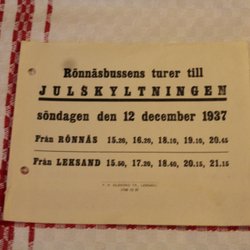 Rönnäsbussens turer till
JULSKYLTNINGEN
söndagen den 12 december 1937
Från RÖNNÄS 15.20, 16.20, 18.10, 19.10, 20.45
Från LEKSAND 15.50, 17.20, 18.40, 20.15, 21.15